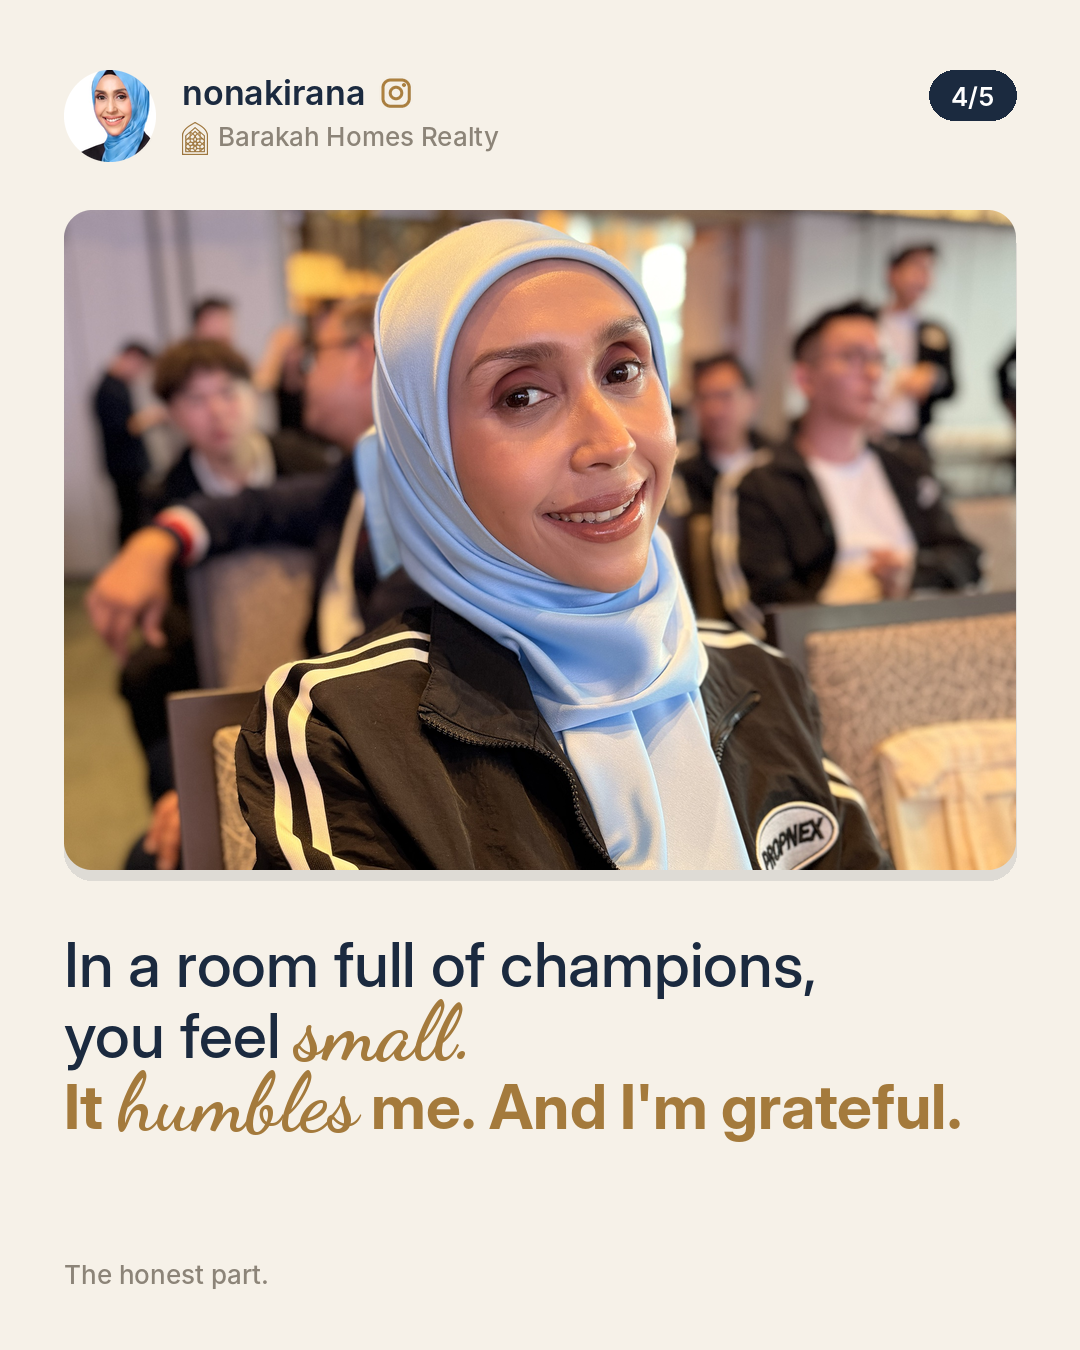 nonakirana
Barakah Homes Realty
4/5
PROPNEX
In a room full of champions,
you feel small.
It humbles me. And I'm grateful.
The honest part.